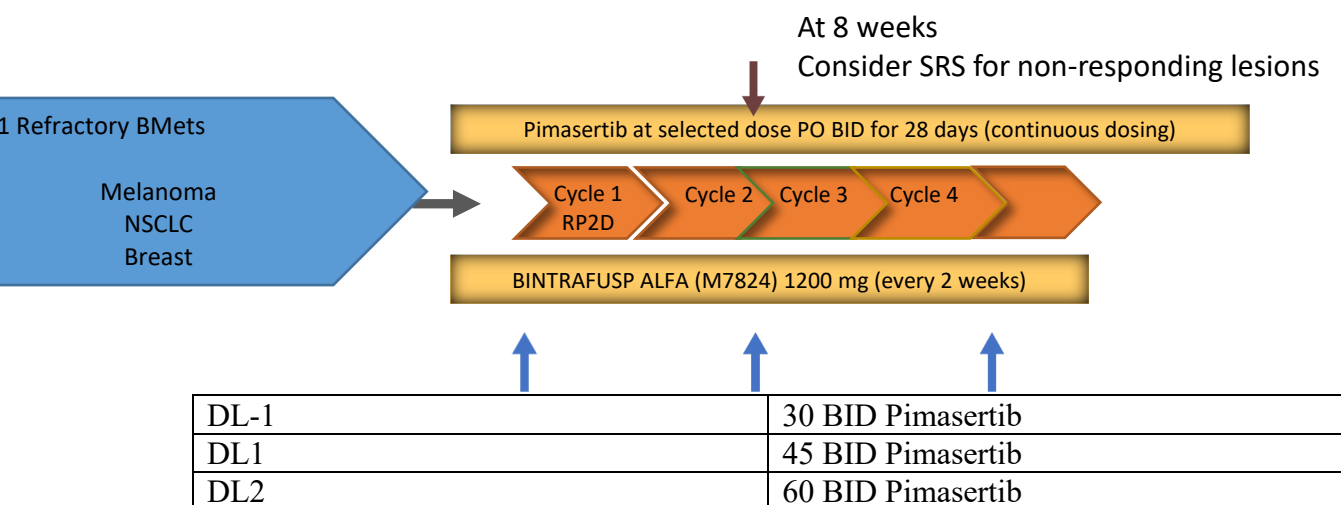 At 8 weeks
Consider SRS for non-responding lesions
1 Refractory BMets
Melanoma
NSCLC
Breast
Pimasertib at selected dose PO BID for 28 days (continuous dosing)
Cycle 1
RP2D
Cycle 2
Cycle 3
Cycle 4
BINTRAFUSP ALFA (M7824) 1200 mg (every 2 weeks)
DL-1 30 BID Pimasertib
DL1 45 BID Pimasertib
DL2 60 BID Pimasertib